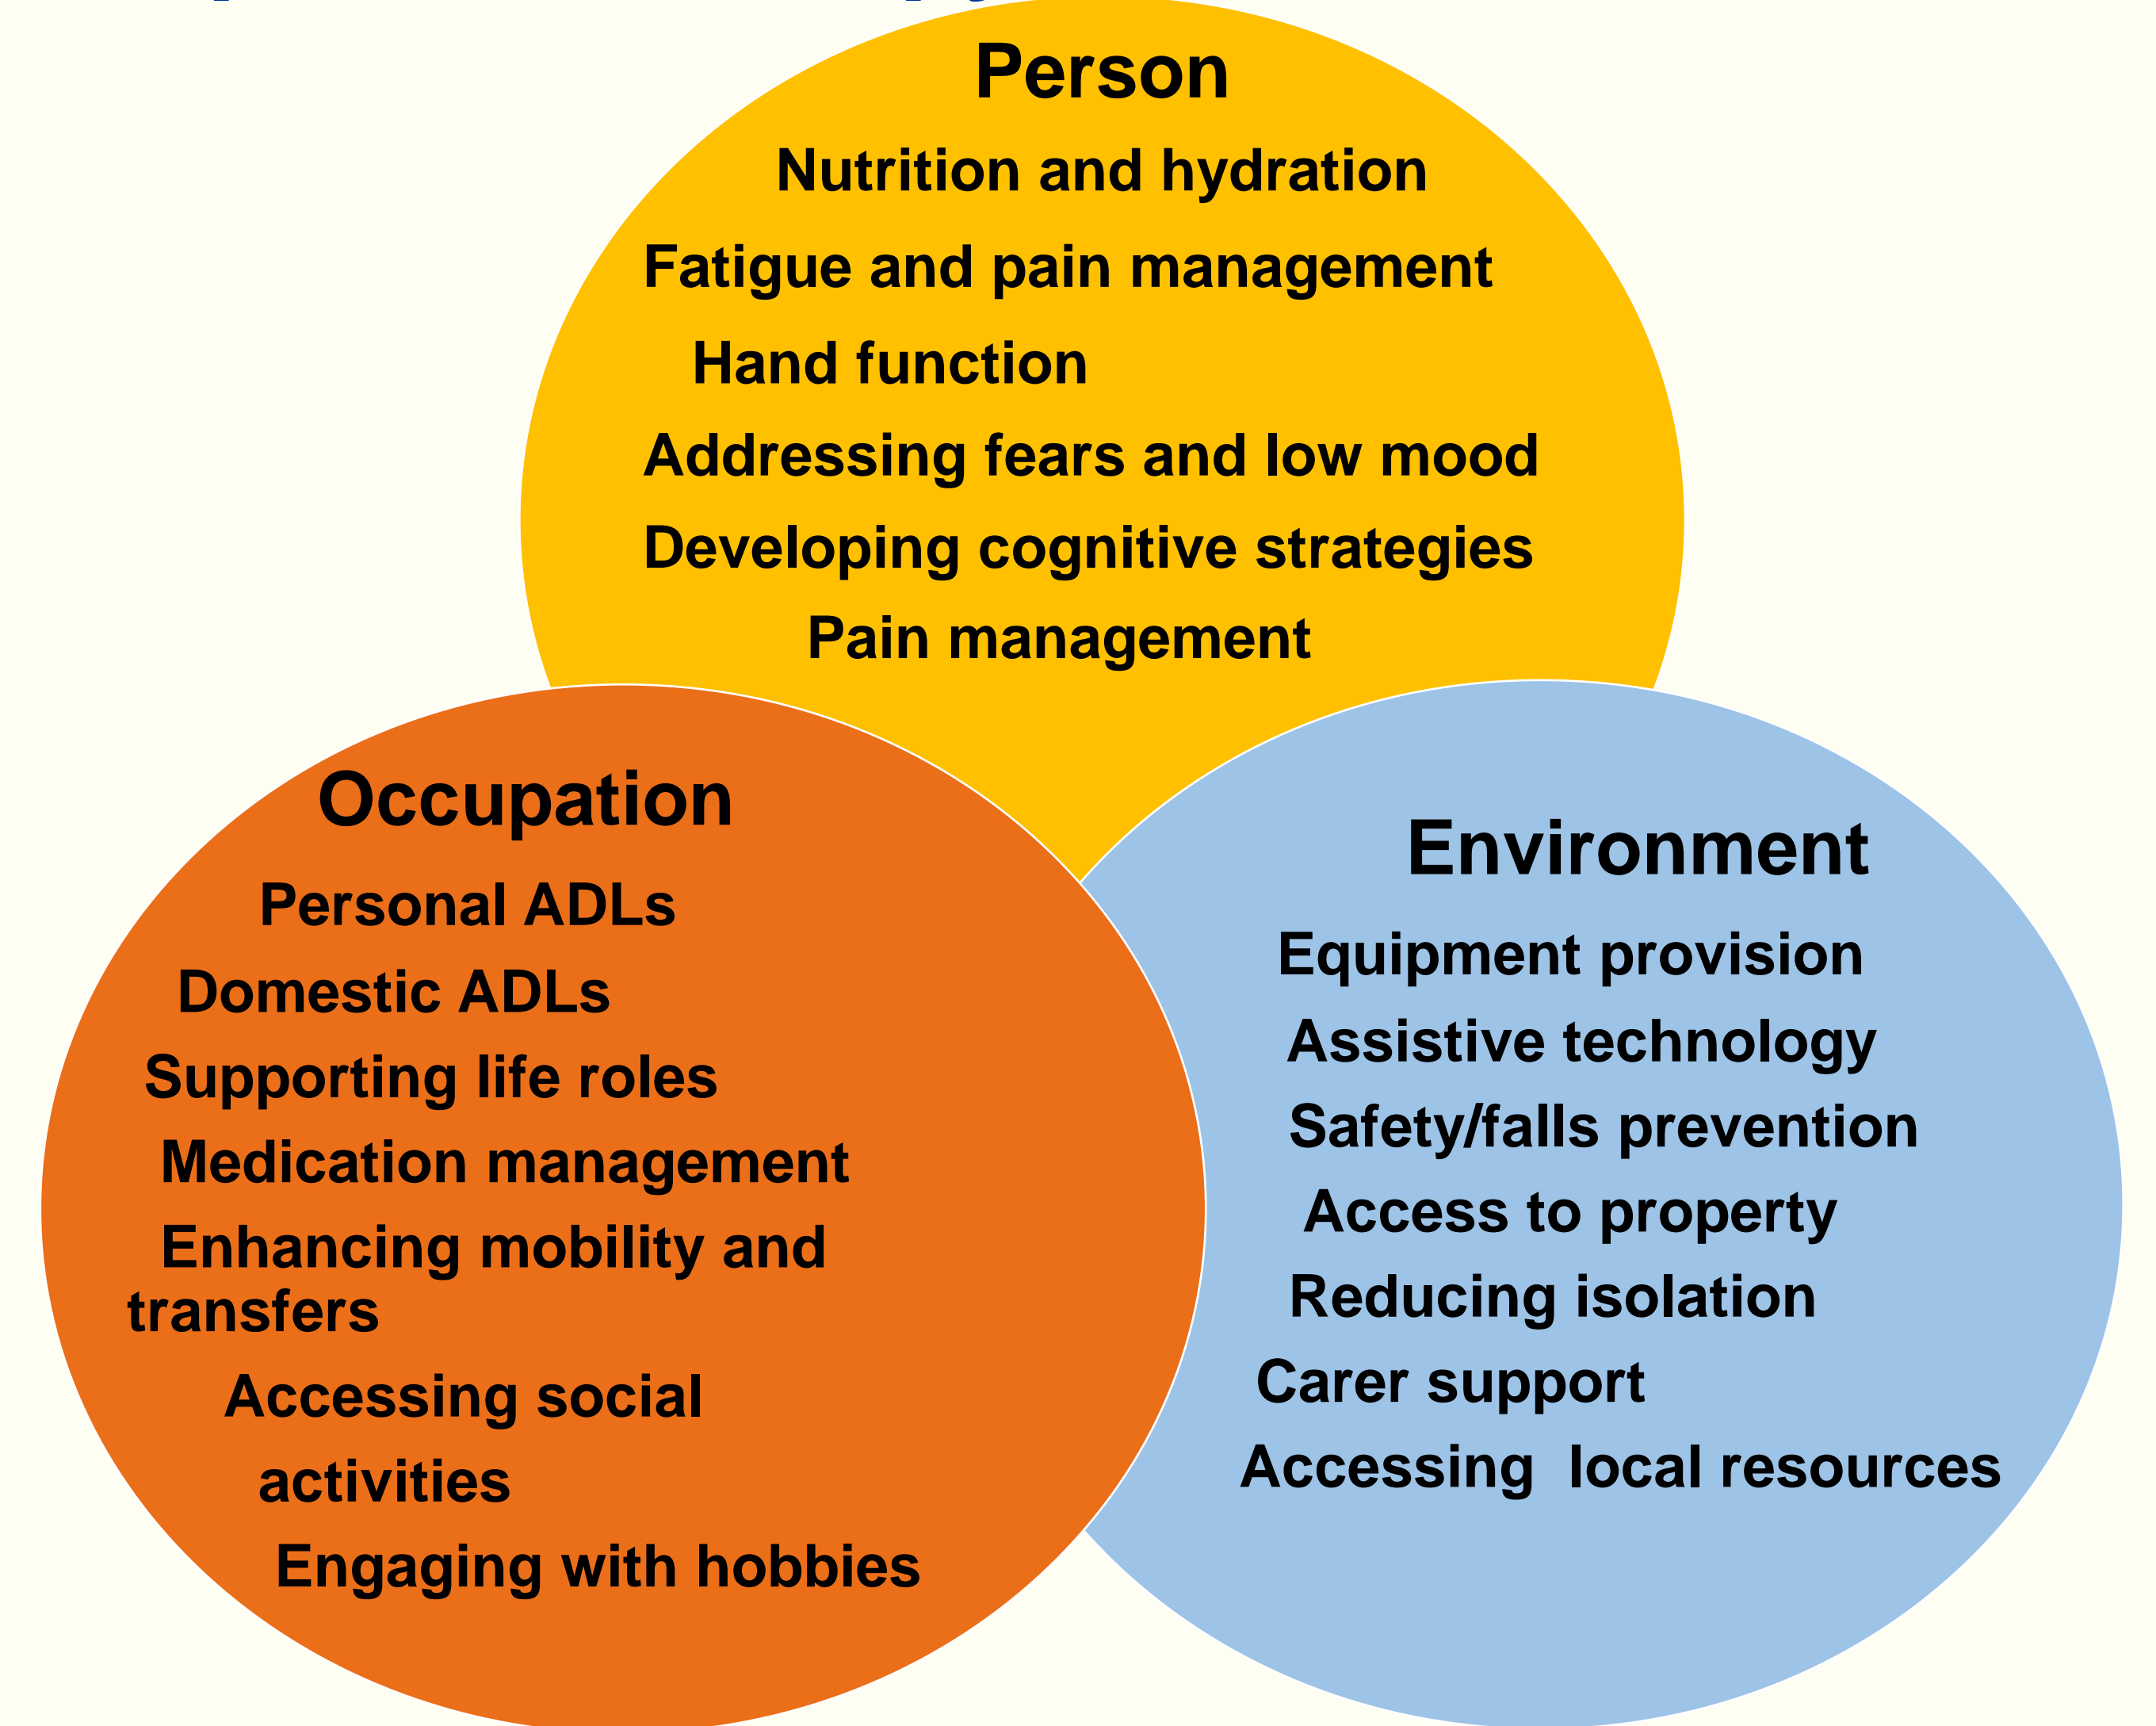 Person
Nutrition and hydration
Fatigue and pain management
Hand function
Addressing fears and low mood
Developing cognitive strategies
Pain management
Occupation
Personal ADLs
Domestic ADLs
Supporting life roles
Medication management
Enhancing mobility and
transfers
Accessing social
activities
Engaging with hobbies
Environment
Equipment provision
Assistive technology
Safety/falls prevention
Access to property
Reducing isolation
Carer support
Accessing  local resources